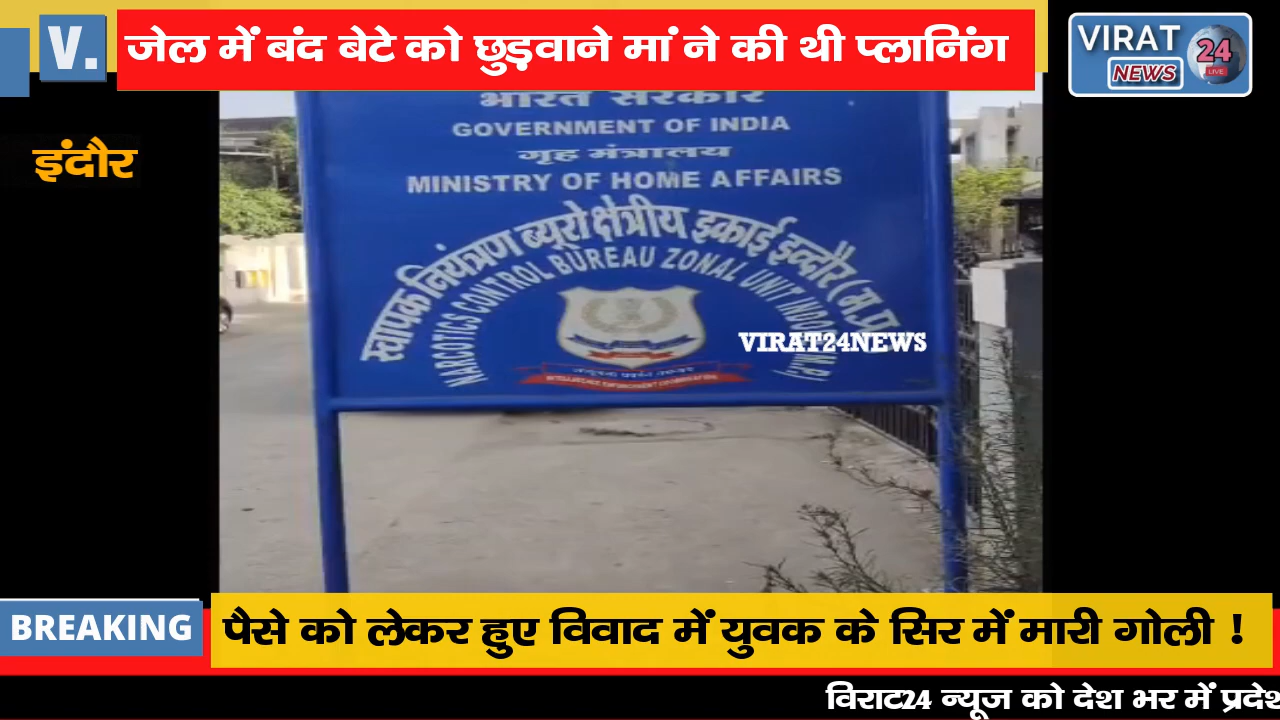 V.
जेल में बंद बेटे को छुड़वाने मां ने की थी प्लानिंग
VIRAT
24
LIVE
NEWS
इंदौर
भारत सरकार
GOVERNMENT OF INDIA
गृह मंत्रालय
MINISTRY OF HOME AFFAIRS
स्वापक नियंत्रण ब्यूरो क्षेत्रीय इकाई इन्दौर (म.प्र.
NARCOTICS CONTROL BUREAU ZONAL UNIT INDO M.P.)
VIRAT24NEWS
BREAKING
पैसे को लेकर हुए विवाद में युवक के सिर में मारी गोली !
विराट24 न्यूज को देश भर में प्रदेश